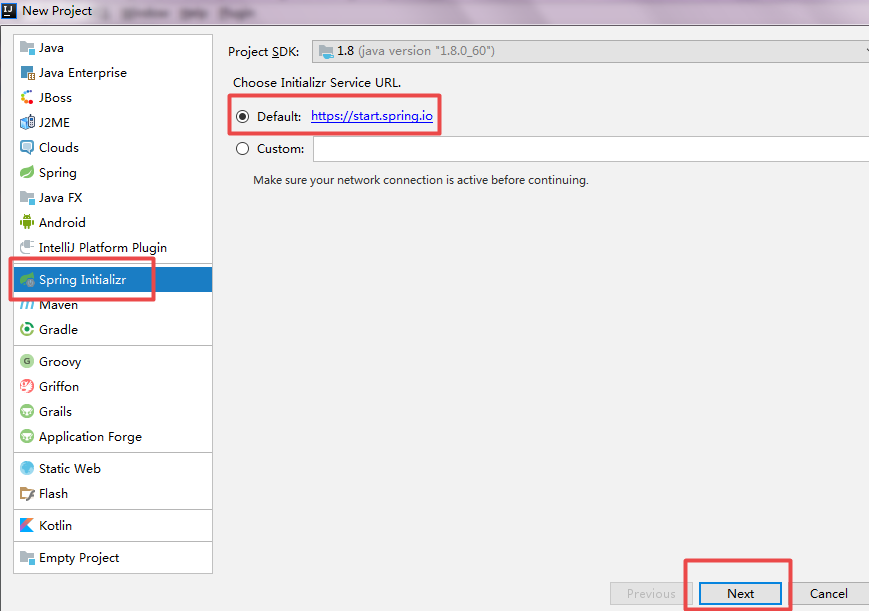 New Project
Window Help Plugin
Java
Java Enterprise
JBoss
J2ME
Clouds
Spring
Java FX
Android
IntelliJ Platform Plugin
Spring Initializr
Maven
Gradle
Groovy
Griffon
Grails
Application Forge
Static Web
Flash
Kotlin
Empty Project
Project SDK: 1.8 (java version "1.8.0_60")
Choose Initializr Service URL.
Default: https://start.spring.io
Custom:
Make sure your network connection is active before continuing.
Previous Next Cancel